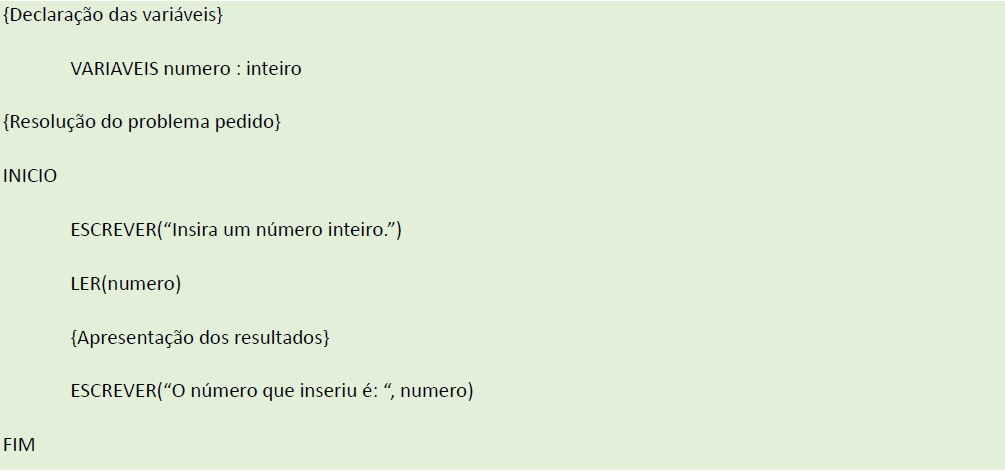 {Declaração das variáveis}
VARIAVEIS numero : inteiro
{Resolução do problema pedido}
INICIO
ESCREVER(“Insira um número inteiro.”)
LER(numero)
{Apresentação dos resultados}
ESCREVER(“O número que inseriu é: “, numero)
FIM